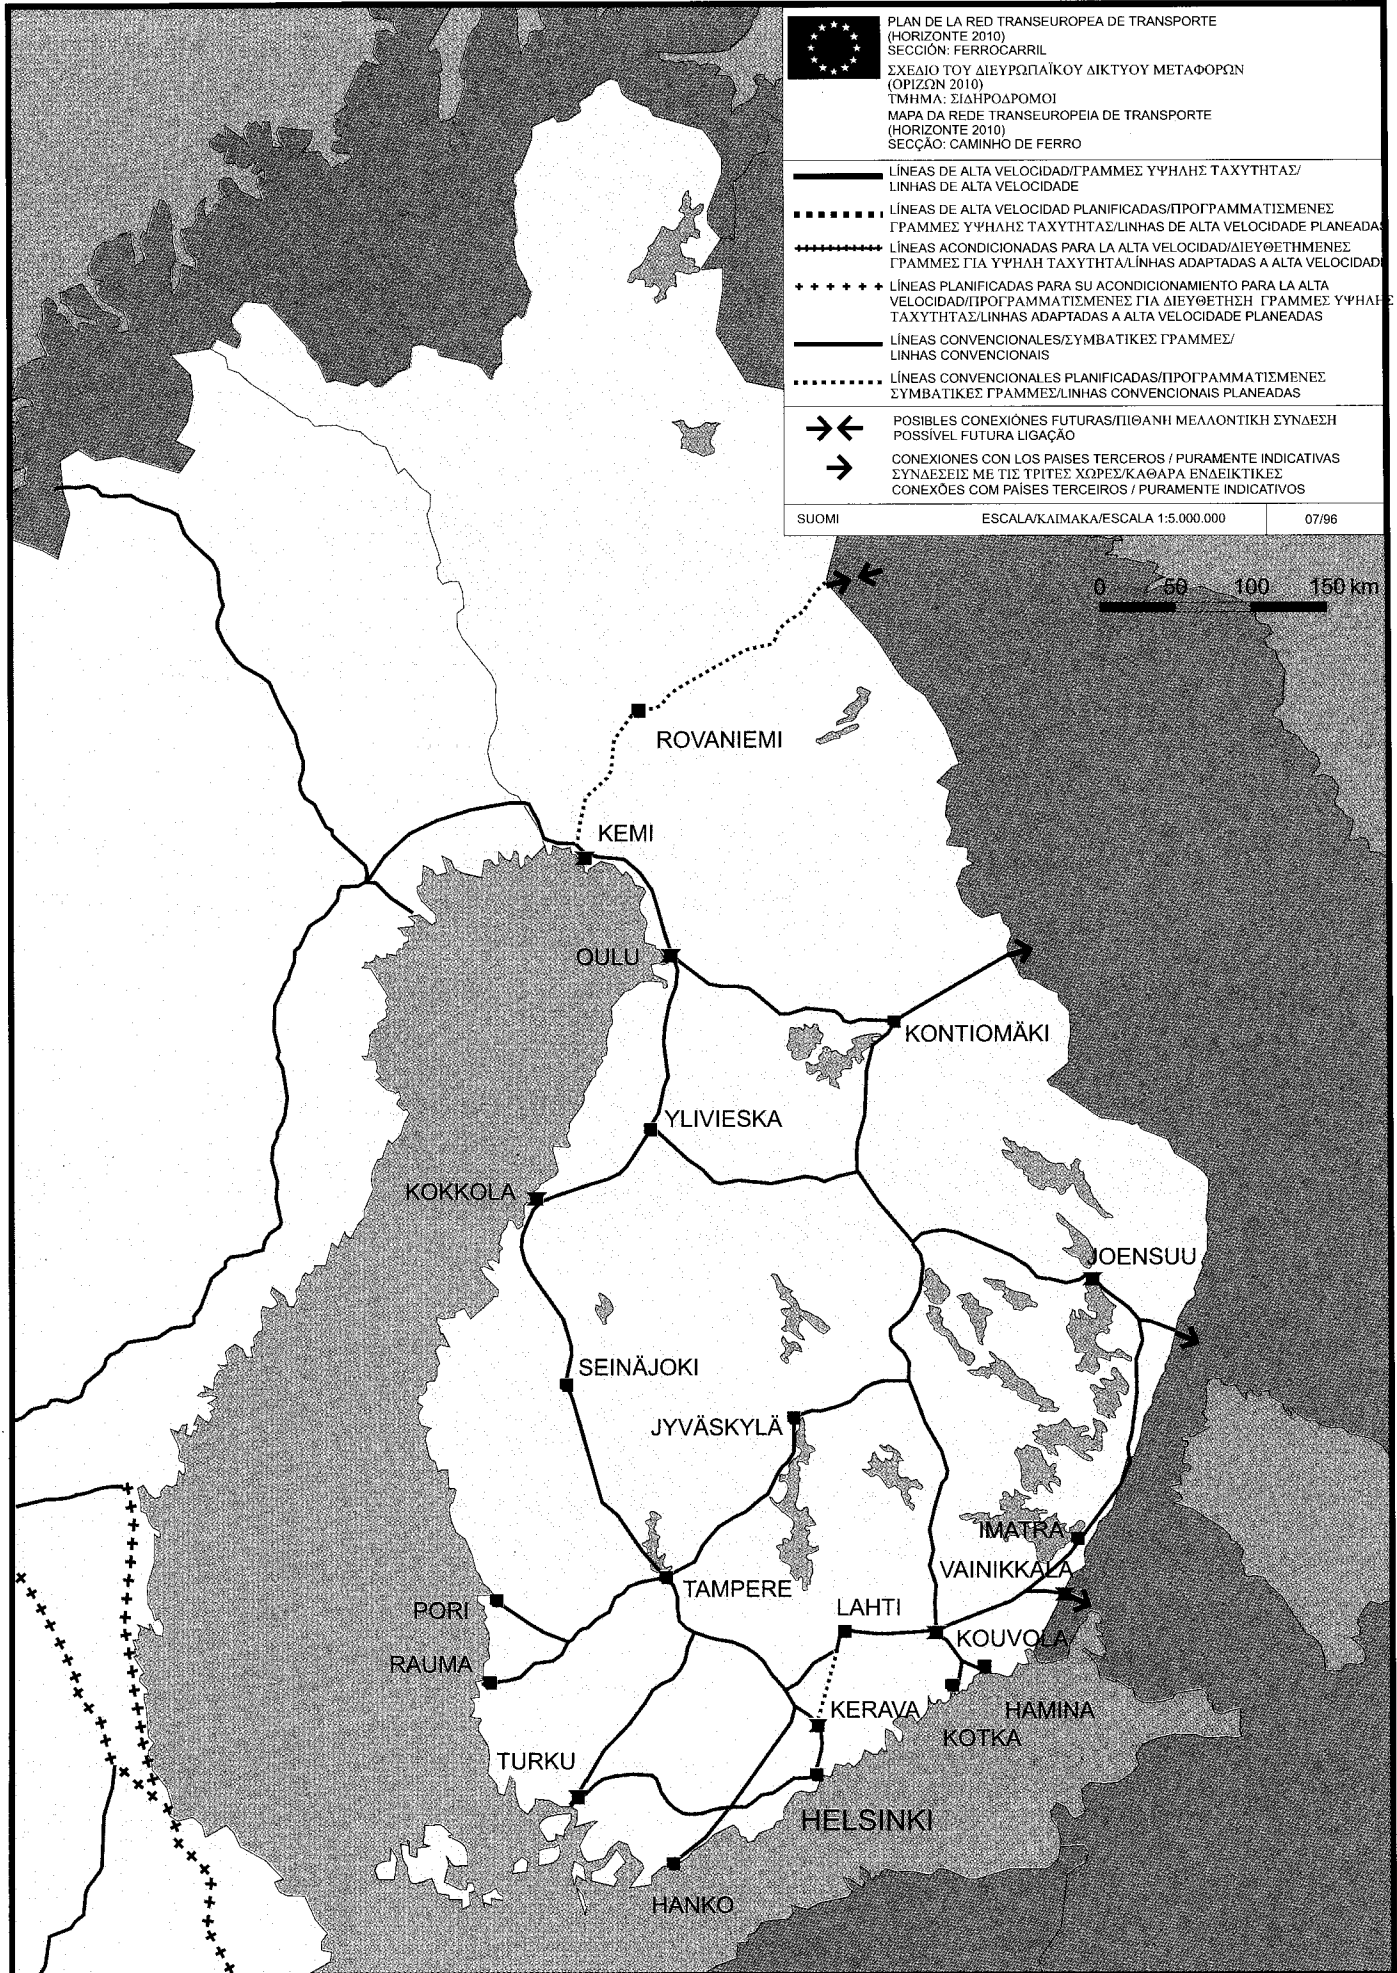 PLAN DE LA RED TRANSEUROPEA DE TRANSPORTE
(HORIZONTE 2010)
SECCIÓN: FERROCARRIL
ΣΧΕΔΙΟ ΤΟΥ ΔΙΕΥΡΩΠΑΪΚΟΥ ΔΙΚΤΥΟΥ ΜΕΤΑΦΟΡΩΝ
(ΟΡΙΖΩΝ 2010)
ΤΜΗΜΑ: ΣΙΔΗΡΟΔΡΟΜΟΙ
MAPA DA REDE TRANSEUROPEIA DE TRANSPORTE
(HORIZONTE 2010)
SECÇÃO: CAMINHO DE FERRO
LÍNEAS DE ALTA VELOCIDAD/ΓΡΑΜΜΕΣ ΥΨΗΛΗΣ ΤΑΧΥΤΗΤΑΣ/
LINHAS DE ALTA VELOCIDADE
LÍNEAS DE ALTA VELOCIDAD PLANIFICADAS/ΠΡΟΓΡΑΜΜΑΤΙΣΜΕΝΕΣ
ΓΡΑΜΜΕΣ ΥΨΗΛΗΣ ΤΑΧΥΤΗΤΑΣ/LINHAS DE ALTA VELOCIDADE PLANEADAS
LÍNEAS ACONDICIONADAS PARA LA ALTA VELOCIDAD/ΔΙΕΥΘΕΤΗΜΕΝΕΣ
ΓΡΑΜΜΕΣ ΓΙΑ ΥΨΗΛΗ ΤΑΧΥΤΗΤΑ/LÍNHAS ADAPTADAS A ALTA VELOCIDADE
LÍNEAS PLANIFICADAS PARA SU ACONDICIONAMIENTO PARA LA ALTA
VELOCIDAD/ΠΡΟΓΡΑΜΜΑΤΙΣΜΕΝΕΣ ΓΙΑ ΔΙΕΥΘΕΤΗΣΗ ΓΡΑΜΜΕΣ ΥΨΗΛΗΣ
ΤΑΧΥΤΗΤΑΣ/LINHAS ADAPTADAS A ALTA VELOCIDADE PLANEADAS
LÍNEAS CONVENCIONALES/ΣΥΜΒΑΤΙΚΕΣ ΓΡΑΜΜΕΣ/
LINHAS CONVENCIONAIS
LÍNEAS CONVENCIONALES PLANIFICADAS/ΠΡΟΓΡΑΜΜΑΤΙΣΜΕΝΕΣ
ΣΥΜΒΑΤΙΚΕΣ ΓΡΑΜΜΕΣ/LINHAS CONVENCIONAIS PLANEADAS
POSIBLES CONEXIÓNES FUTURAS/ΠΙΘΑΝΗ ΜΕΛΛΟΝΤΙΚΗ ΣΥΝΔΕΣΗ
POSSÍVEL FUTURA LIGAÇÃO
CONEXIONES CON LOS PAISES TERCEROS / PURAMENTE INDICATIVAS
ΣΥΝΔΕΣΕΙΣ ΜΕ ΤΙΣ ΤΡΙΤΕΣ ΧΩΡΕΣ/ΚΑΘΑΡΑ ΕΝΔΕΙΚΤΙΚΕΣ
CONEXÕES COM PAÍSES TERCEIROS / PURAMENTE INDICATIVOS
SUOMI ESCALA/ΚΛΙΜΑΚΑ/ESCALA 1:5.000.000 07/96
0 50 100 150 km
ROVANIEMI
KEMI
OULU
KONTIOMÄKI
YLIVIESKA
KOKKOLA
JOENSUU
SEINÄJOKI
JYVÄSKYLÄ
IMATRA
VAINIKKALA
TAMPERE
PORI
LAHTI
KOUVOLA
RAUMA
KERAVA
HAMINA
KOTKA
TURKU
HELSINKI
HANKO